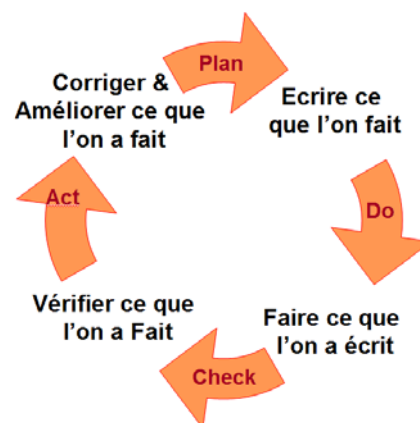 Plan
Corriger &
Améliorer ce que
l'on a fait
Ecrire ce
que l'on fait
Act
Do
Vérifier ce que
l'on a Fait
Faire ce que
l'on a écrit
Check